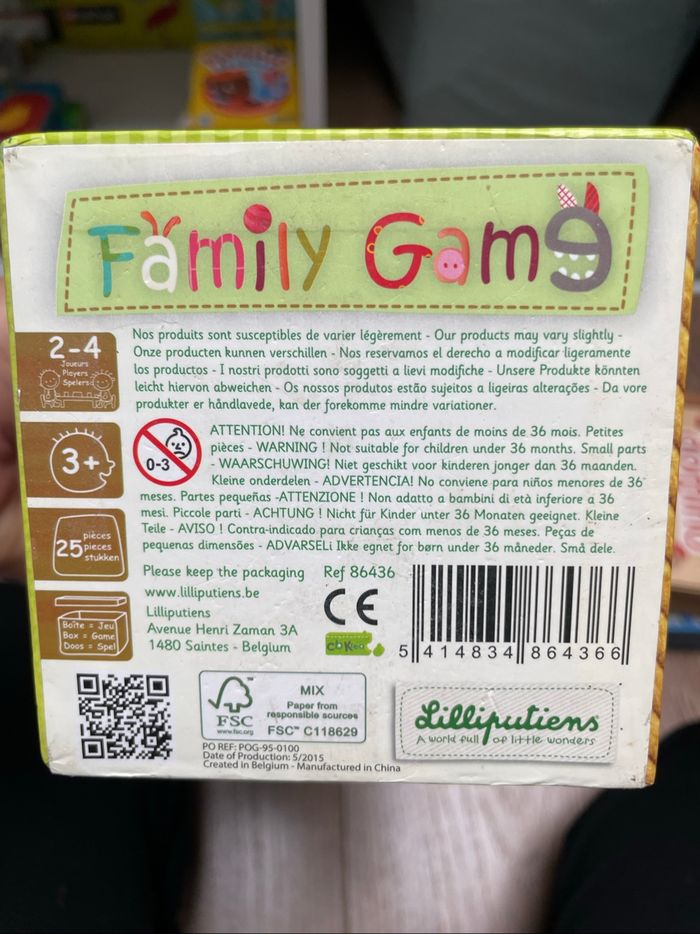 Family Game
2-4
Joueurs
Players
Spelers
Nos produits sont susceptibles de varier légèrement - Our products may vary slightly -
Onze producten kunnen verschillen - Nos reservamos el derecho a modificar ligeramente
los productos - I nostri prodotti sono soggetti a lievi modifiche - Unsere Produkte könnten
leicht hiervon abweichen - Os nossos produtos estão sujeitos a ligeiras alterações - Da vore
produkter er håndlavede, kan der forekomme mindre variationer.
3+
0-3
ATTENTION! Ne convient pas aux enfants de moins de 36 mois. Petites
pièces - WARNING ! Not suitable for children under 36 months. Small parts
- WAARSCHUWING! Niet geschikt voor kinderen jonger dan 36 maanden.
Kleine onderdelen - ADVERTENCIA! No conviene para niños menores de 36
meses. Partes pequeñas -ATTENZIONE ! Non adatto a bambini di età inferiore a 36
mesi. Piccole parti - ACHTUNG ! Nicht für Kinder unter 36 Monaten geeignet. Kleine
Teile - AVISO ! Contra-indicado para crianças com menos de 36 meses. Peças de
pequenas dimensões - ADVARSELi Ikke egnet for børn under 36 måneder. Små dele.
25 pièces
pieces
stukken
Boîte = Jeu
Box = Game
Doos = Spel
Please keep the packaging
www.lilliputiens.be
Lilliputiens
Avenue Henri Zaman 3A
1480 Saintes - Belgium
Ref 86436
CE
5 414834 864366
FSC
www.fsc.org
MIX
Paper from
responsible sources
FSC™ C118629
Lilliputiens
A world full of little wonders
PO REF: POG-95-0100
Date of Production: 5/2015
Created in Belgium - Manufactured in China